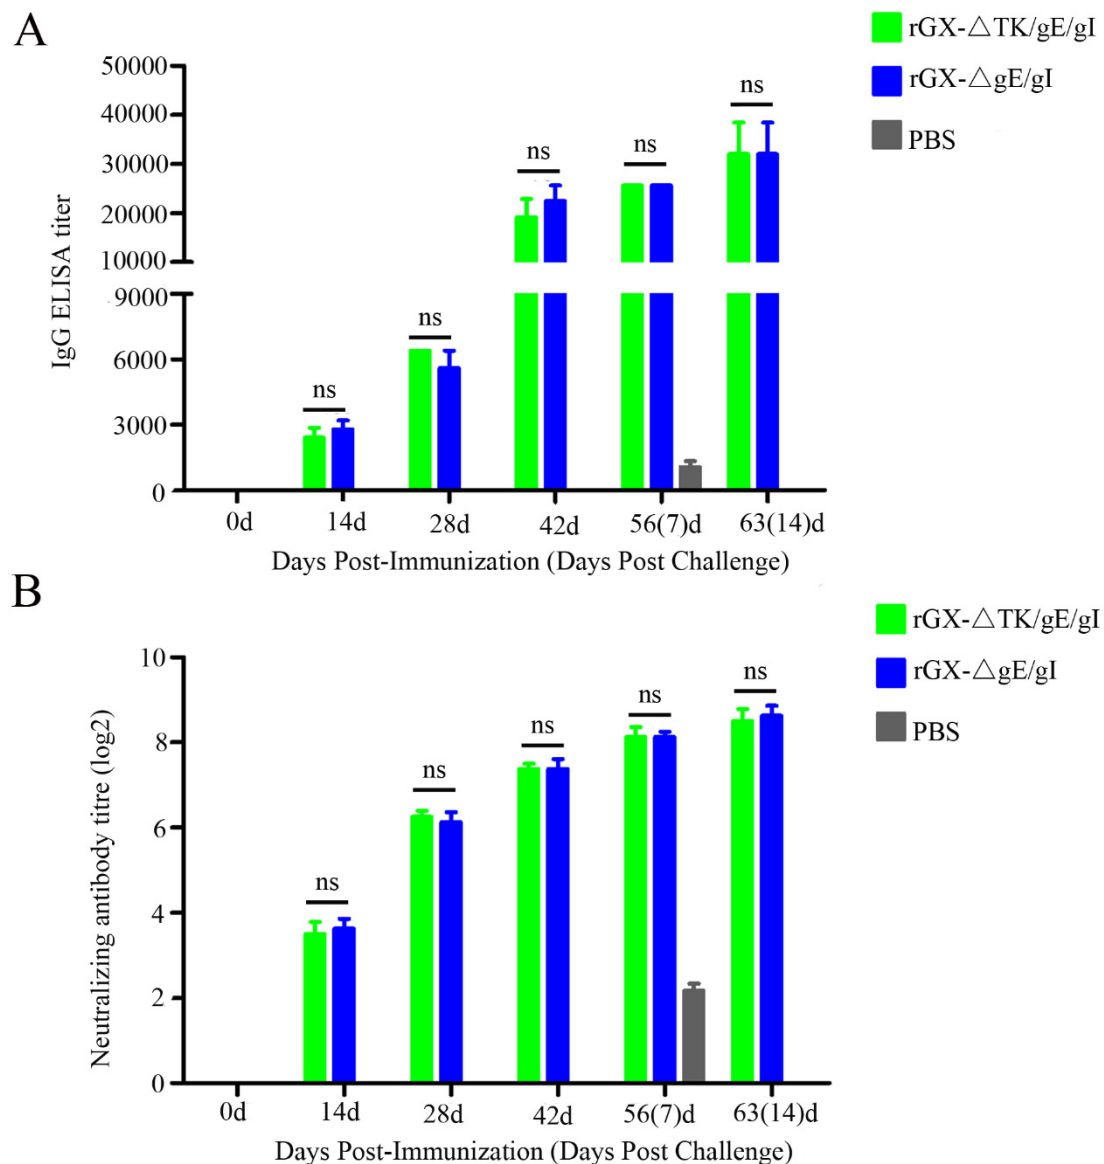 A
rGX-△TK/gE/gI
rGX-△gE/gI
PBS
50000
40000
30000
20000
10000
9000
6000
3000
0
IgG ELISA titer
ns
ns
ns
ns
ns
0d
14d
28d
42d
56(7)d
63(14)d
Days Post-Immunization (Days Post Challenge)
B
rGX-△TK/gE/gI
rGX-△gE/gI
PBS
10
8
6
4
2
0
Neutralizing antibody titre (log2)
ns
ns
ns
ns
ns
0d
14d
28d
42d
56(7)d
63(14)d
Days Post-Immunization (Days Post Challenge)